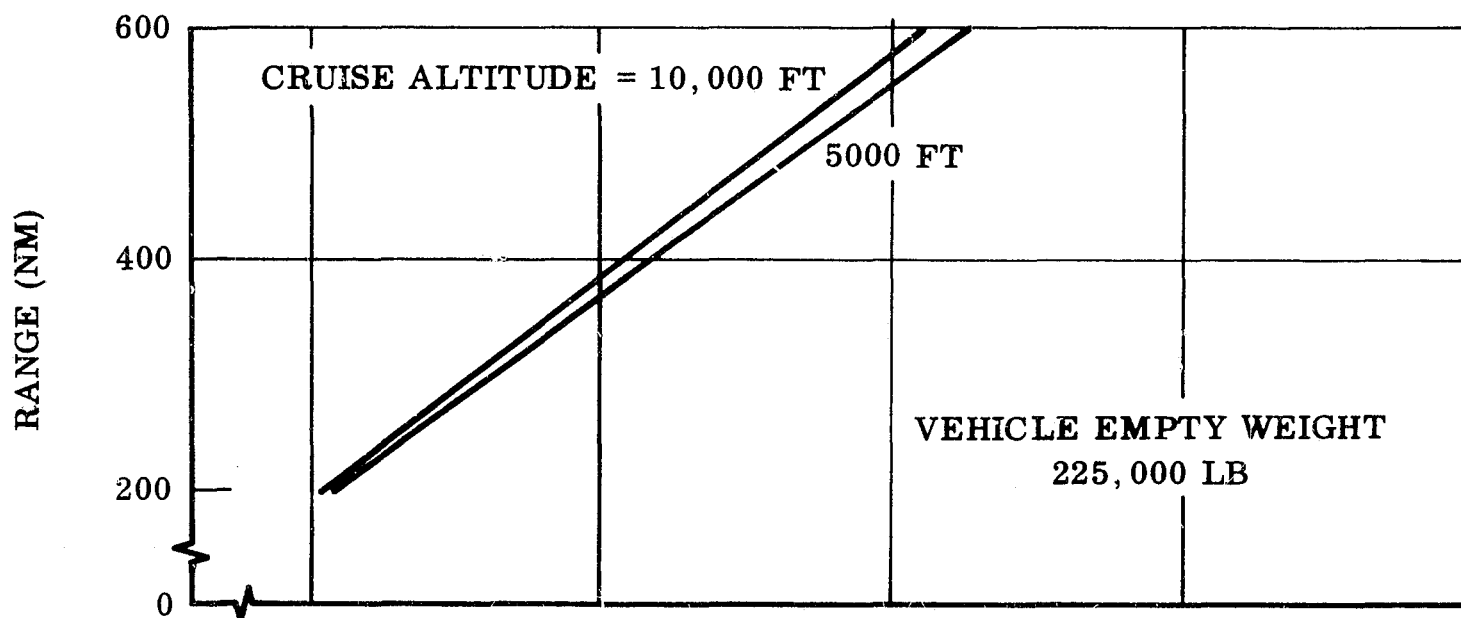 600
CRUISE ALTITUDE = 10,000 FT
5000 FT
RANGE (NM)
400
VEHICLE EMPTY WEIGHT
225,000 LB
200
0